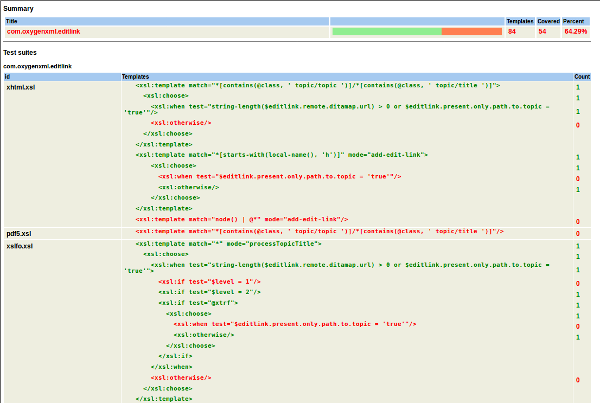 Summary
Title Templates Covered Percent
com.oxygenxml.editlink 84 54 64.29%
Test suites
com.oxygenxml.editlink
Id Templates Count
xhtml.xsl <xsl:template match="*[contains(@class, ' topic/topic ')]/*[contains(@class, ' topic/title ')]"> 1
<xsl:choose> 1
<xsl:when test="string-length($editlink.remote.ditamap.url) > 0 or $editlink.present.only.path.to.topic = 
'true'"/> 1
<xsl:otherwise/> 0
</xsl:choose>
</xsl:template>
<xsl:template match="*[starts-with(local-name(), 'h')]" mode="add-edit-link"> 1
<xsl:choose> 1
<xsl:when test="$editlink.present.only.path.to.topic = 'true'"/> 0
<xsl:otherwise/> 1
</xsl:choose>
</xsl:template>
<xsl:template match="node() | @*" mode="add-edit-link"/> 0
pdf5.xsl <xsl:template match="*[contains(@class, ' topic/topic ')]/*[contains(@class, ' topic/title ')]"/> 0
xslfo.xsl <xsl:template match="*" mode="processTopicTitle"> 1
<xsl:choose> 1
<xsl:when test="string-length($editlink.remote.ditamap.url) > 0 or $editlink.present.only.path.to.topic = 
'true'"> 1
<xsl:if test="$level = 1"/> 0
<xsl:if test="$level = 2"/> 1
<xsl:if test="@xtrf"> 1
<xsl:choose> 1
<xsl:when test="$editlink.present.only.path.to.topic = 'true'"/> 0
<xsl:otherwise/> 1
</xsl:choose>
</xsl:if>
</xsl:when>
<xsl:otherwise/> 0
</xsl:choose>
</xsl:template>